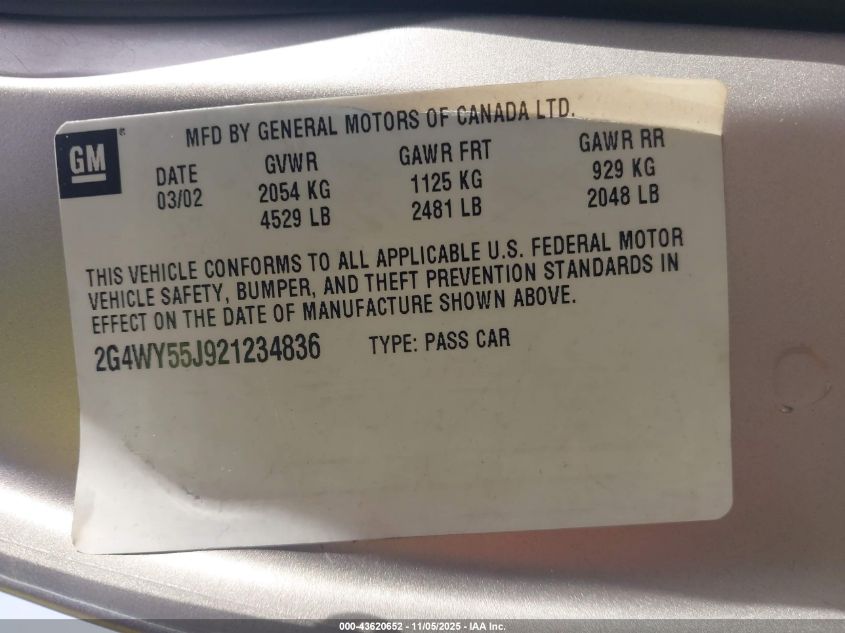 GM
MFD BY GENERAL MOTORS OF CANADA LTD.
DATE GVWR GAWR FRT GAWR RR
03/02 2054 KG 1125 KG 929 KG
4529 LB 2481 LB 2048 LB
THIS VEHICLE CONFORMS TO ALL APPLICABLE U.S. FEDERAL MOTOR
VEHICLE SAFETY, BUMPER, AND THEFT PREVENTION STANDARDS IN
EFFECT ON THE DATE OF MANUFACTURE SHOWN ABOVE.
2G4WY55J921234836 TYPE: PASS CAR
000-43620652 - 11/05/2025 - IAA Inc.